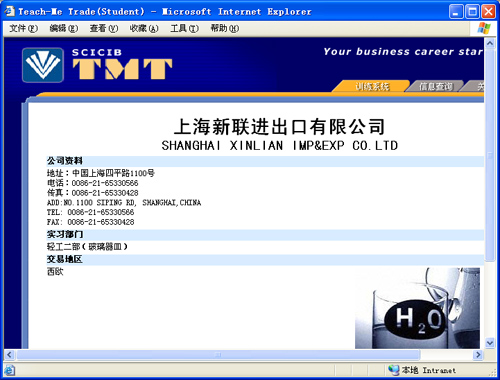 Teach-Me Trade(Student) - Microsoft Internet Explorer
文件(F) 编辑(E) 查看(V) 收藏(A) 工具(T) 帮助(H)
SCICIB
TMT
Your business career star
训练系统 信息查询 关
上海新联进出口有限公司
SHANGHAI XINLIAN IMP&EXP CO.LTD
公司资料
地址：中国上海四平路1100号
电话：0086-21-65330566
传真：0086-21-65330428
ADD:NO.1100 SIPING RD, SHANGHAI,CHINA
TEL: 0086-21-65330566
FAX: 0086-21-65330428
实习部门
轻工二部（玻璃器皿）
交易地区
西欧
H2O
本地 Intranet